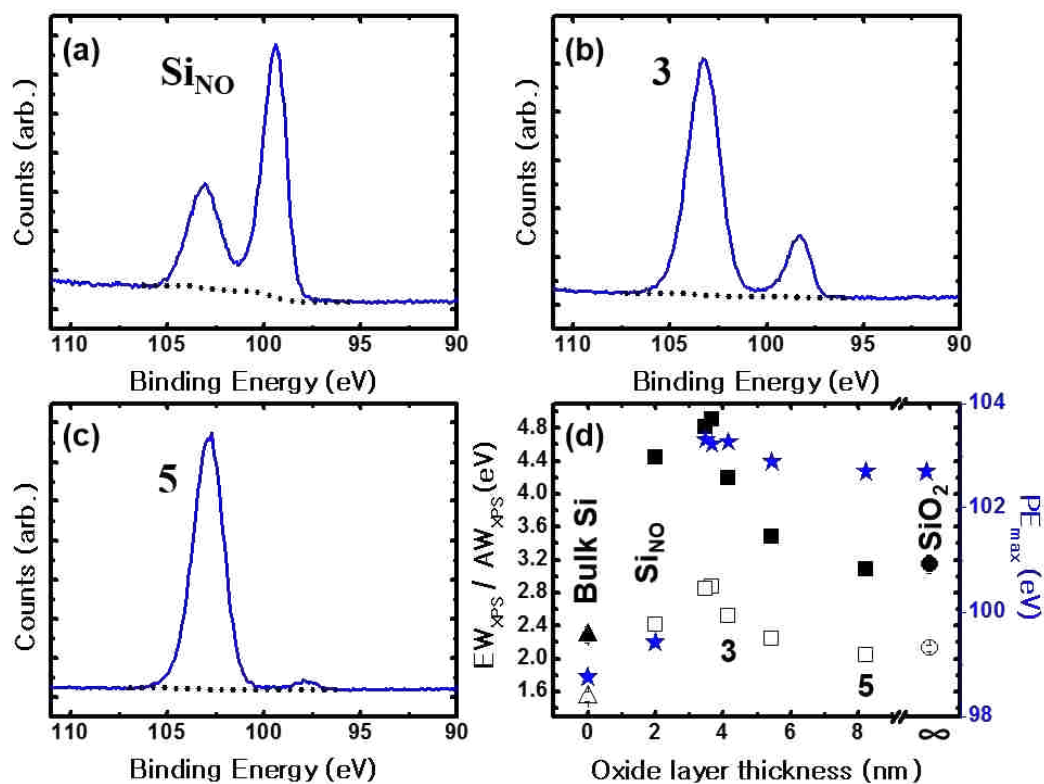 (a)
Si_NO
Counts (arb.)
110 105 100 95 90
Binding Energy (eV)
(b)
3
Counts (arb.)
110 105 100 95 90
Binding Energy (eV)
(c)
5
Counts (arb.)
110 105 100 95 90
Binding Energy (eV)
(d)
EW_XPS / AW_XPS (eV)
4.8
4.4
4.0
3.6
3.2
2.8
2.4
2.0
1.6
Bulk Si
Si_NO
3
5
SiO_2
104
102
100
98
PE_max (eV)
0 2 4 6 8 ∞
Oxide layer thickness (nm)